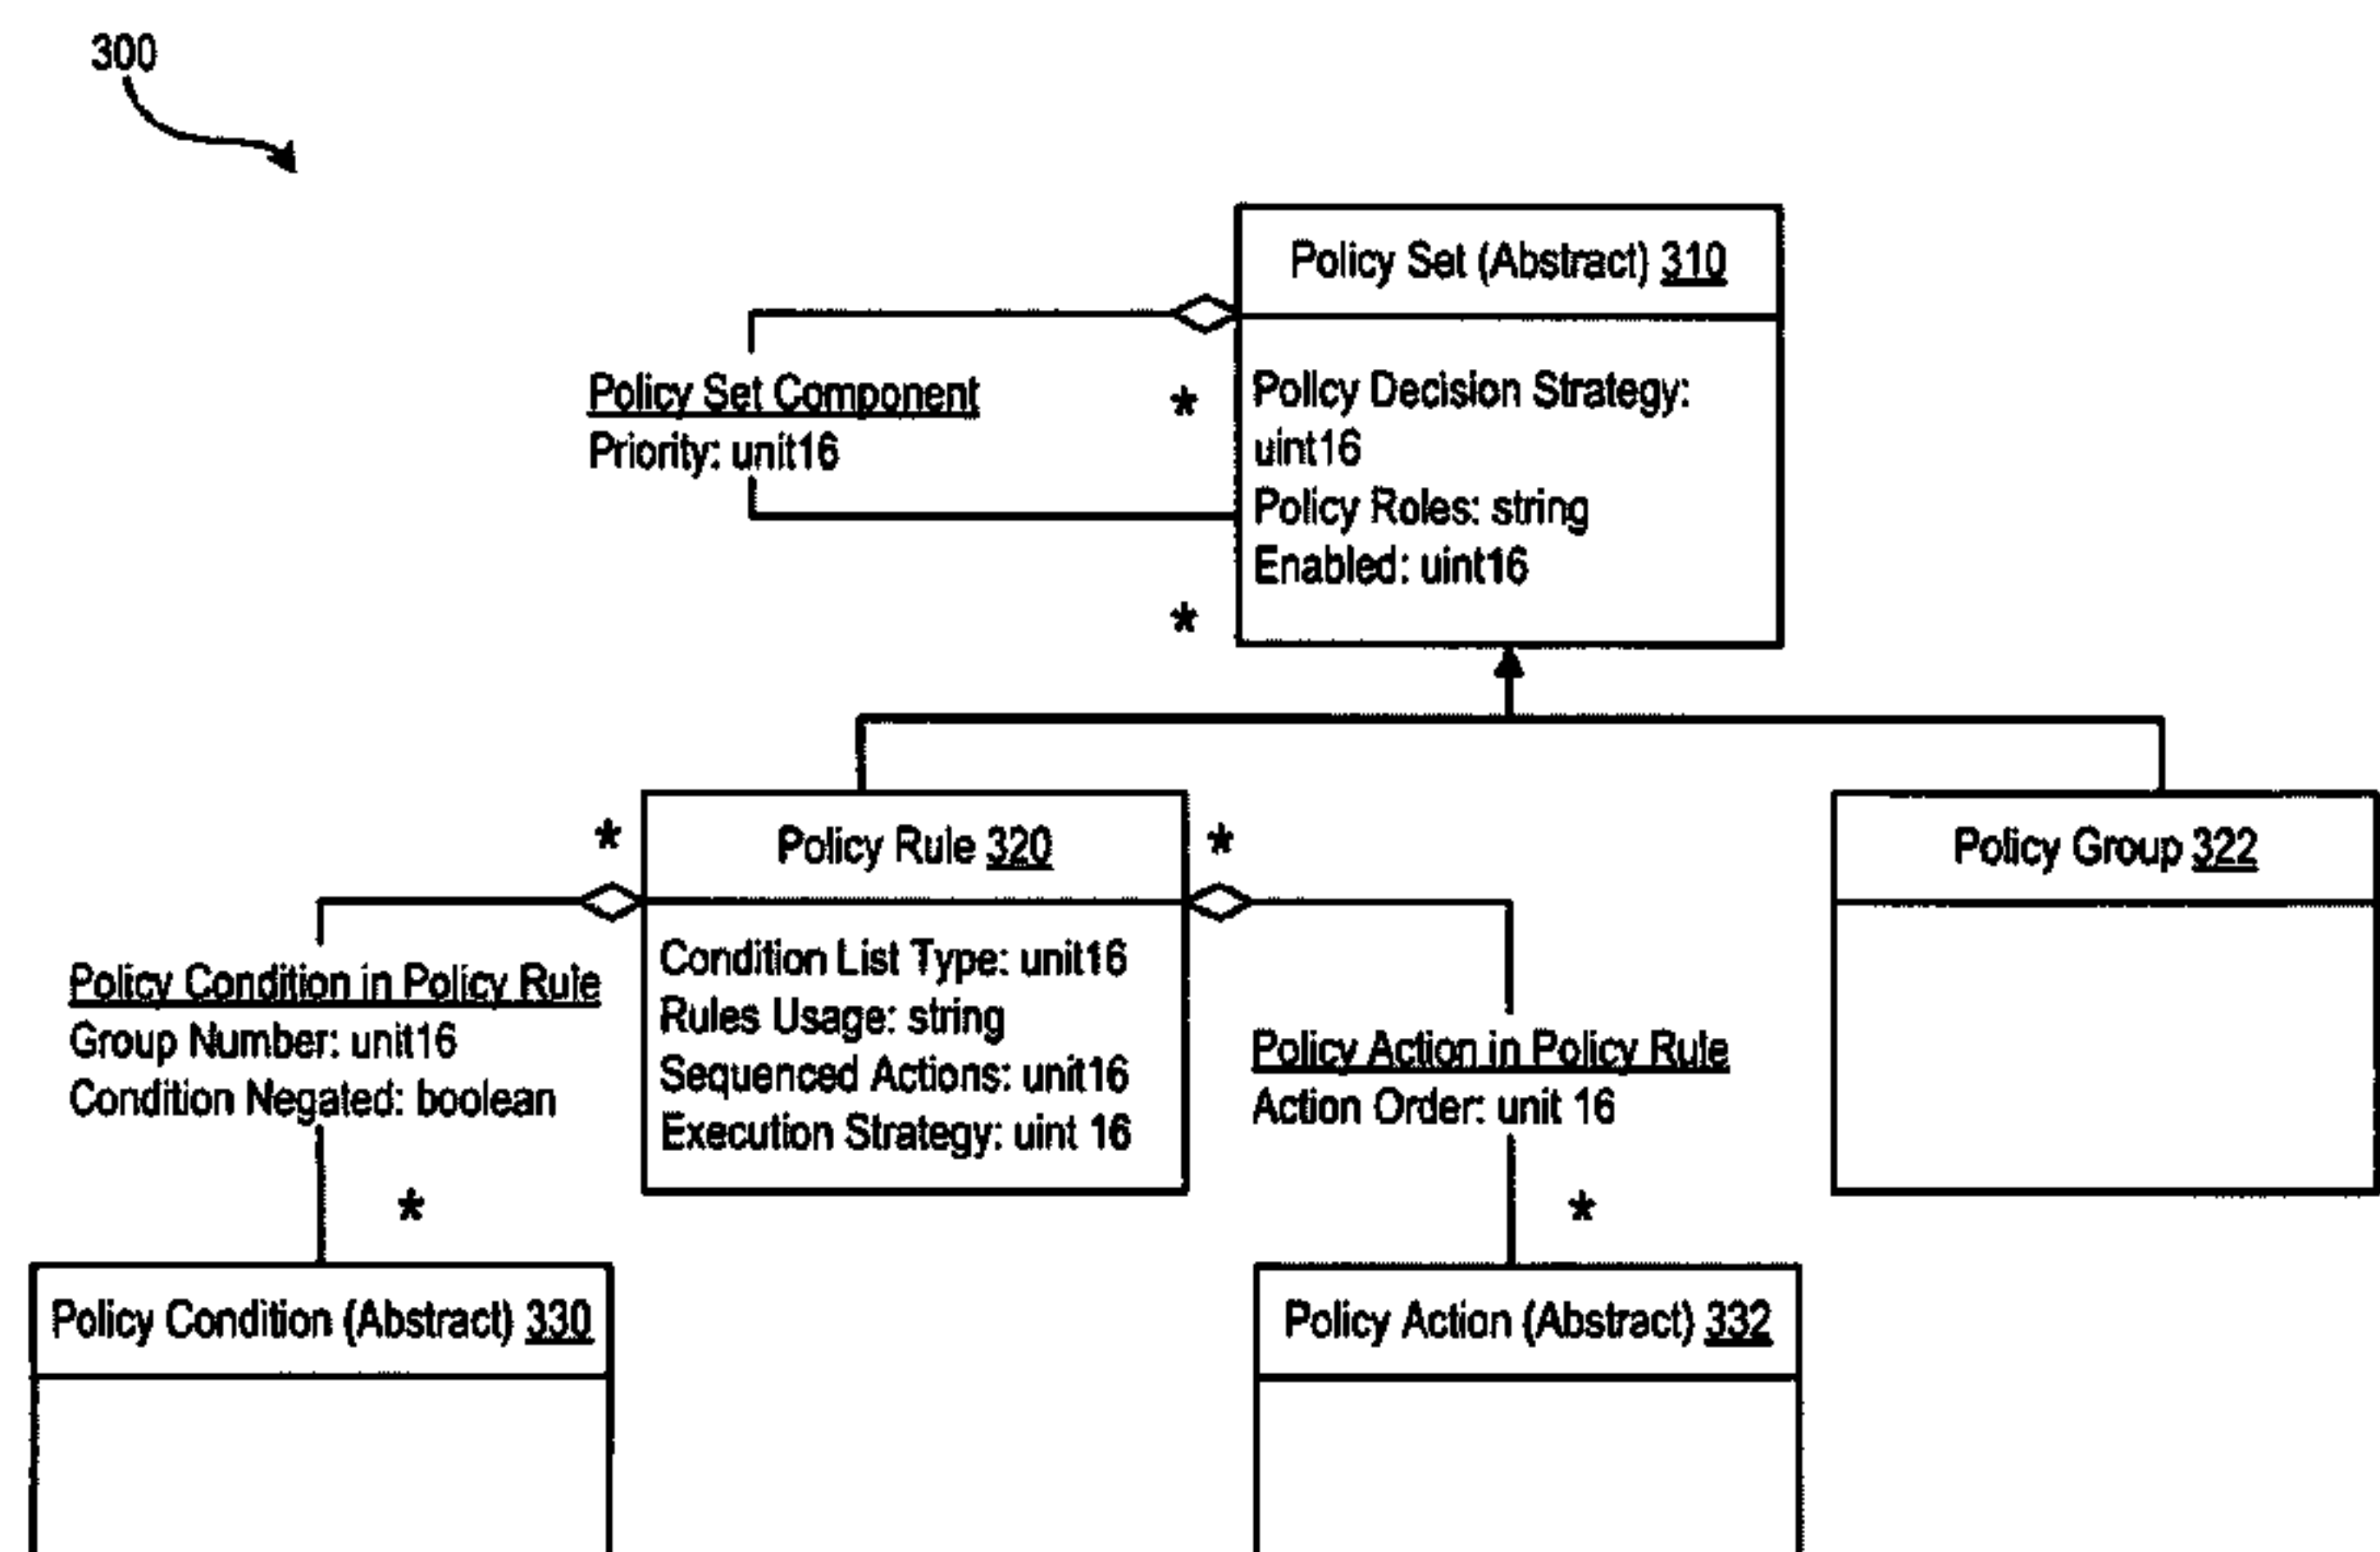 300
Policy Set (Abstract) 310
Policy Set Component
Priority: unit16
*
Policy Decision Strategy:
uint16
Policy Roles: string
Enabled: uint16
*
*
Policy Rule 320
*
Policy Group 322
Policy Condition in Policy Rule
Group Number: unit16
Condition Negated: boolean
Condition List Type: unit16
Rules Usage: string
Sequenced Actions: unit16
Execution Strategy: uint 16
Policy Action in Policy Rule
Action Order: unit 16
*
*
Policy Condition (Abstract) 330
Policy Action (Abstract) 332